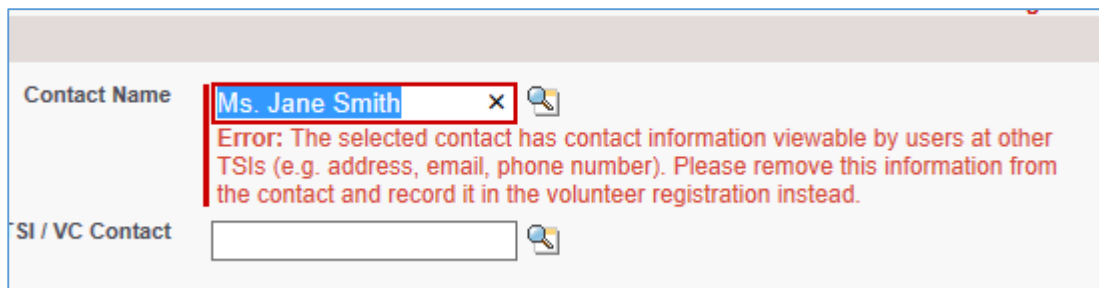 Contact Name
Ms. Jane Smith
Error: The selected contact has contact information viewable by users at other
TSIs (e.g. address, email, phone number). Please remove this information from
the contact and record it in the volunteer registration instead.
TSI / VC Contact